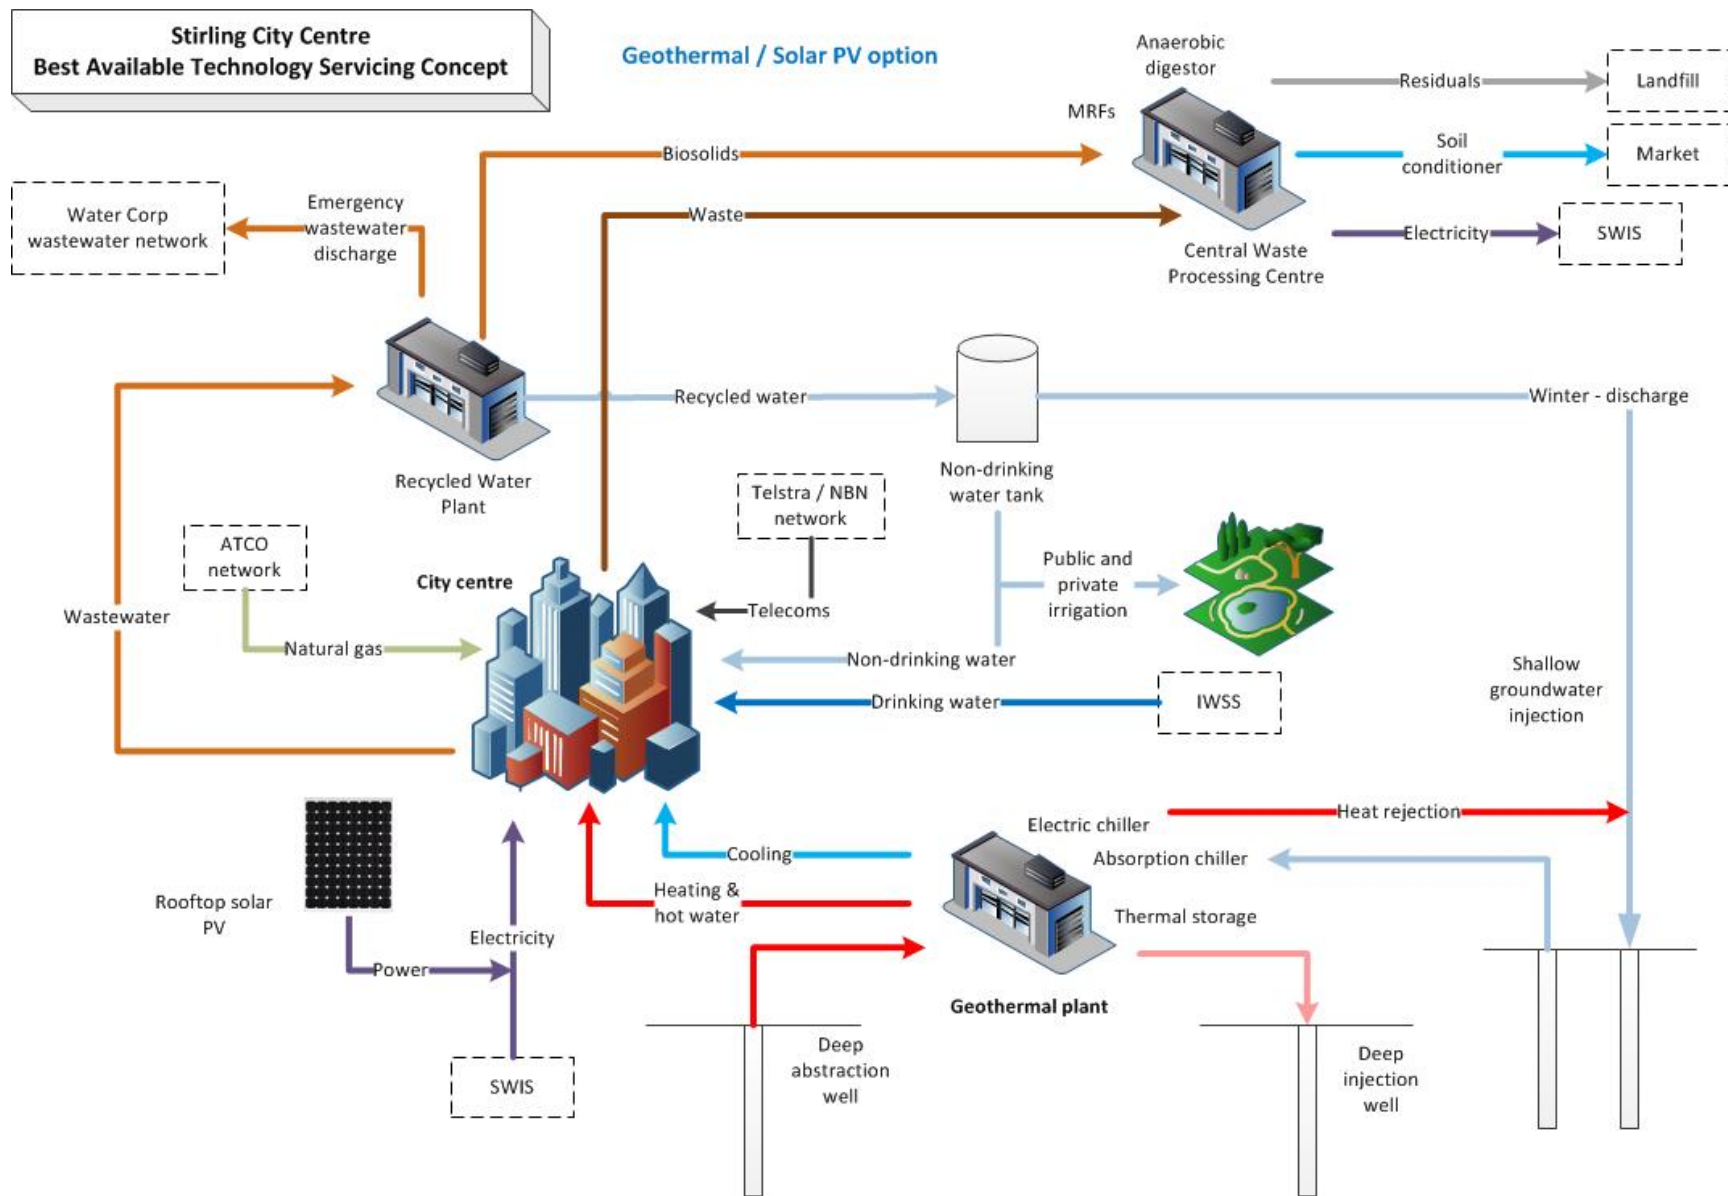 Stirling City Centre
Best Available Technology Servicing Concept
Geothermal / Solar PV option
Anaerobic
digestor
MRFs
Residuals
Landfill
Biosolids
Soil
conditioner
Market
Water Corp
wastewater network
Emergency
wastewater
discharge
Waste
Electricity
SWIS
Central Waste
Processing Centre
Recycled water
Winter - discharge
Recycled Water
Plant
Non-drinking
water tank
Telstra / NBN
network
ATCO
network
City centre
Public and
private
irrigation
Wastewater
Telecoms
Natural gas
Non-drinking water
Drinking water
IWSS
Shallow
groundwater
injection
Heat rejection
Electric chiller
Absorption chiller
Cooling
Heating &
hot water
Thermal storage
Rooftop solar
PV
Electricity
Power
Geothermal plant
Deep
abstraction
well
Deep
injection
well
SWIS